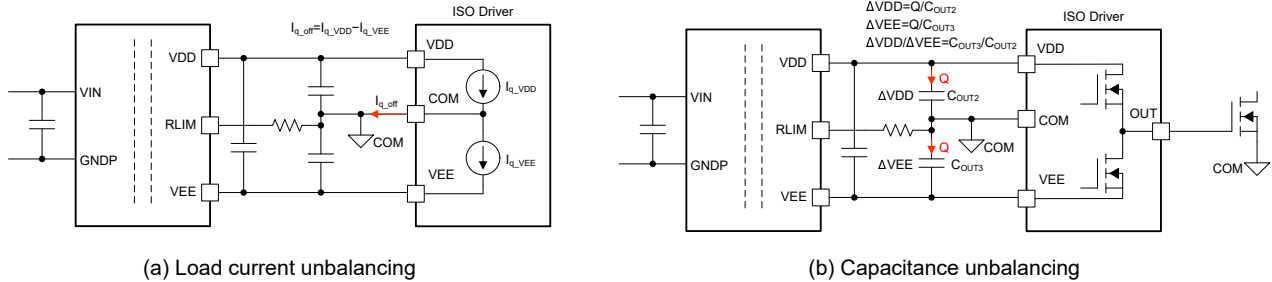 I_q_off=I_q_VDD−I_q_VEE
ISO Driver
VDD
VDD
VIN
I_q_VDD
I_q_off
COM
RLIM
COM
GNDP
I_q_VEE
VEE
VEE
(a) Load current unbalancing
ΔVDD=Q/C_OUT2
ΔVEE=Q/C_OUT3
ΔVDD/ΔVEE=C_OUT3/C_OUT2
ISO Driver
VDD
VDD
Q
VIN
ΔVDD
C_OUT2
OUT
COM
RLIM
COM
Q
GNDP
ΔVEE
C_OUT3
COM
VEE
VEE
(b) Capacitance unbalancing